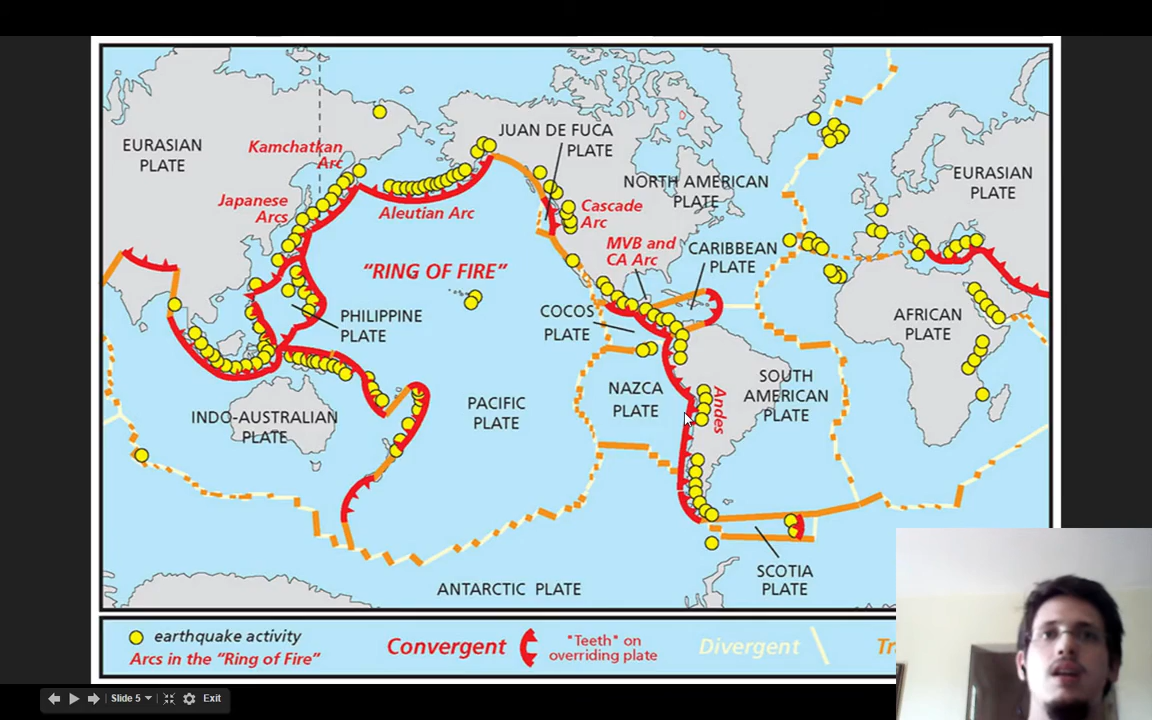 EURASIAN
PLATE
Kamchatkan
Arc
Japanese
Arcs
Aleutian Arc
JUAN DE FUCA
PLATE
NORTH AMERICAN
PLATE
EURASIAN
PLATE
Cascade
Arc
MVB and
CA Arc
CARIBBEAN
PLATE
"RING OF FIRE"
PHILIPPINE
PLATE
COCOS
PLATE
AFRICAN
PLATE
NAZCA
PLATE
Andes
SOUTH
AMERICAN
PLATE
INDO-AUSTRALIAN
PLATE
PACIFIC
PLATE
ANTARCTIC PLATE
SCOTIA
PLATE
earthquake activity
Arcs in the "Ring of Fire"
Convergent
"Teeth" on
overriding plate
Divergent
Slide 5
Exit